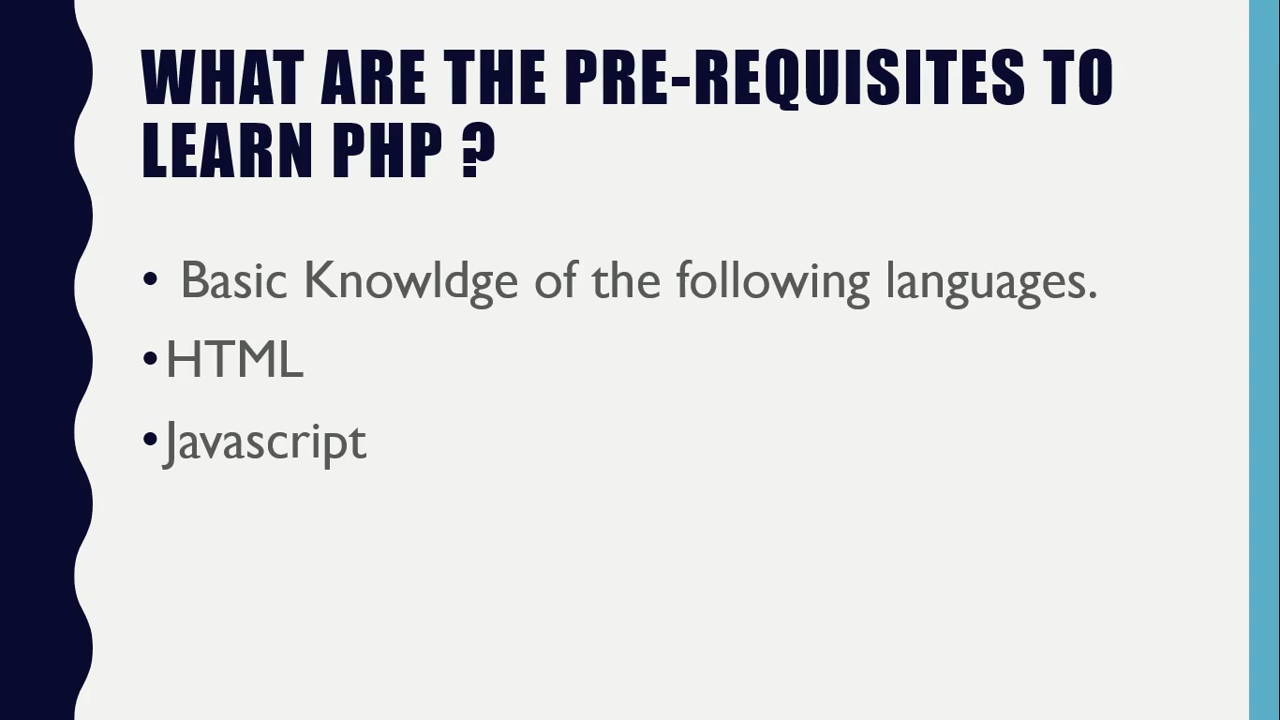 WHAT ARE THE PRE-REQUISITES TO
LEARN PHP ?
• Basic Knowldge of the following languages.
• HTML
• Javascript